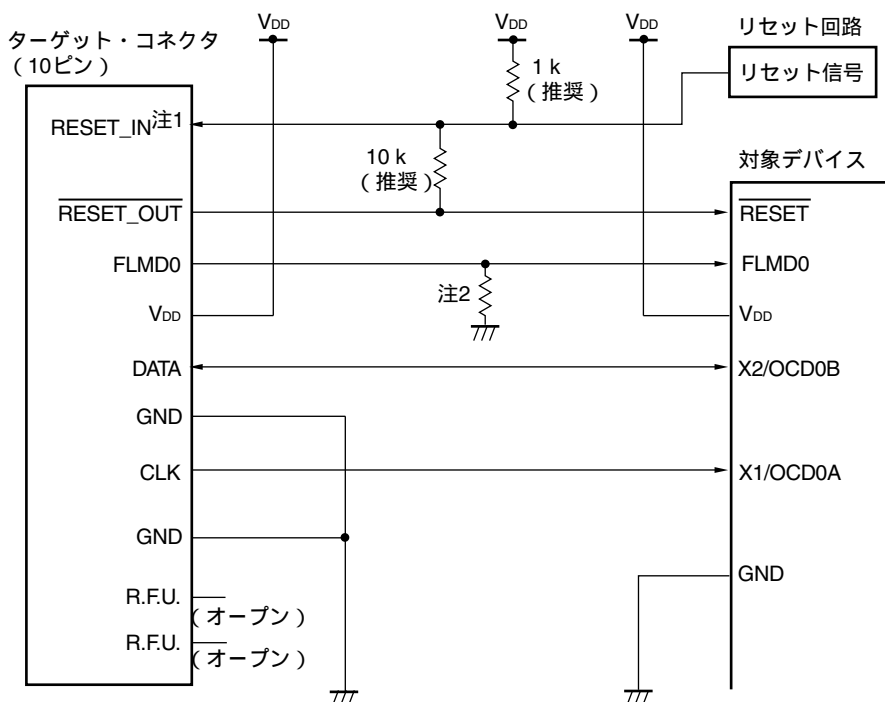 ターゲット・コネクタ
（10ピン）
VDD
VDD
VDD
リセット回路
リセット信号
1 k
（推奨）
RESET_IN注1
10 k
（推奨）
対象デバイス
RESET_OUT
RESET
FLMD0
FLMD0
注2
VDD
VDD
DATA
X2/OCD0B
GND
CLK
X1/OCD0A
GND
GND
R.F.U.
（オープン）
R.F.U.
（オープン）